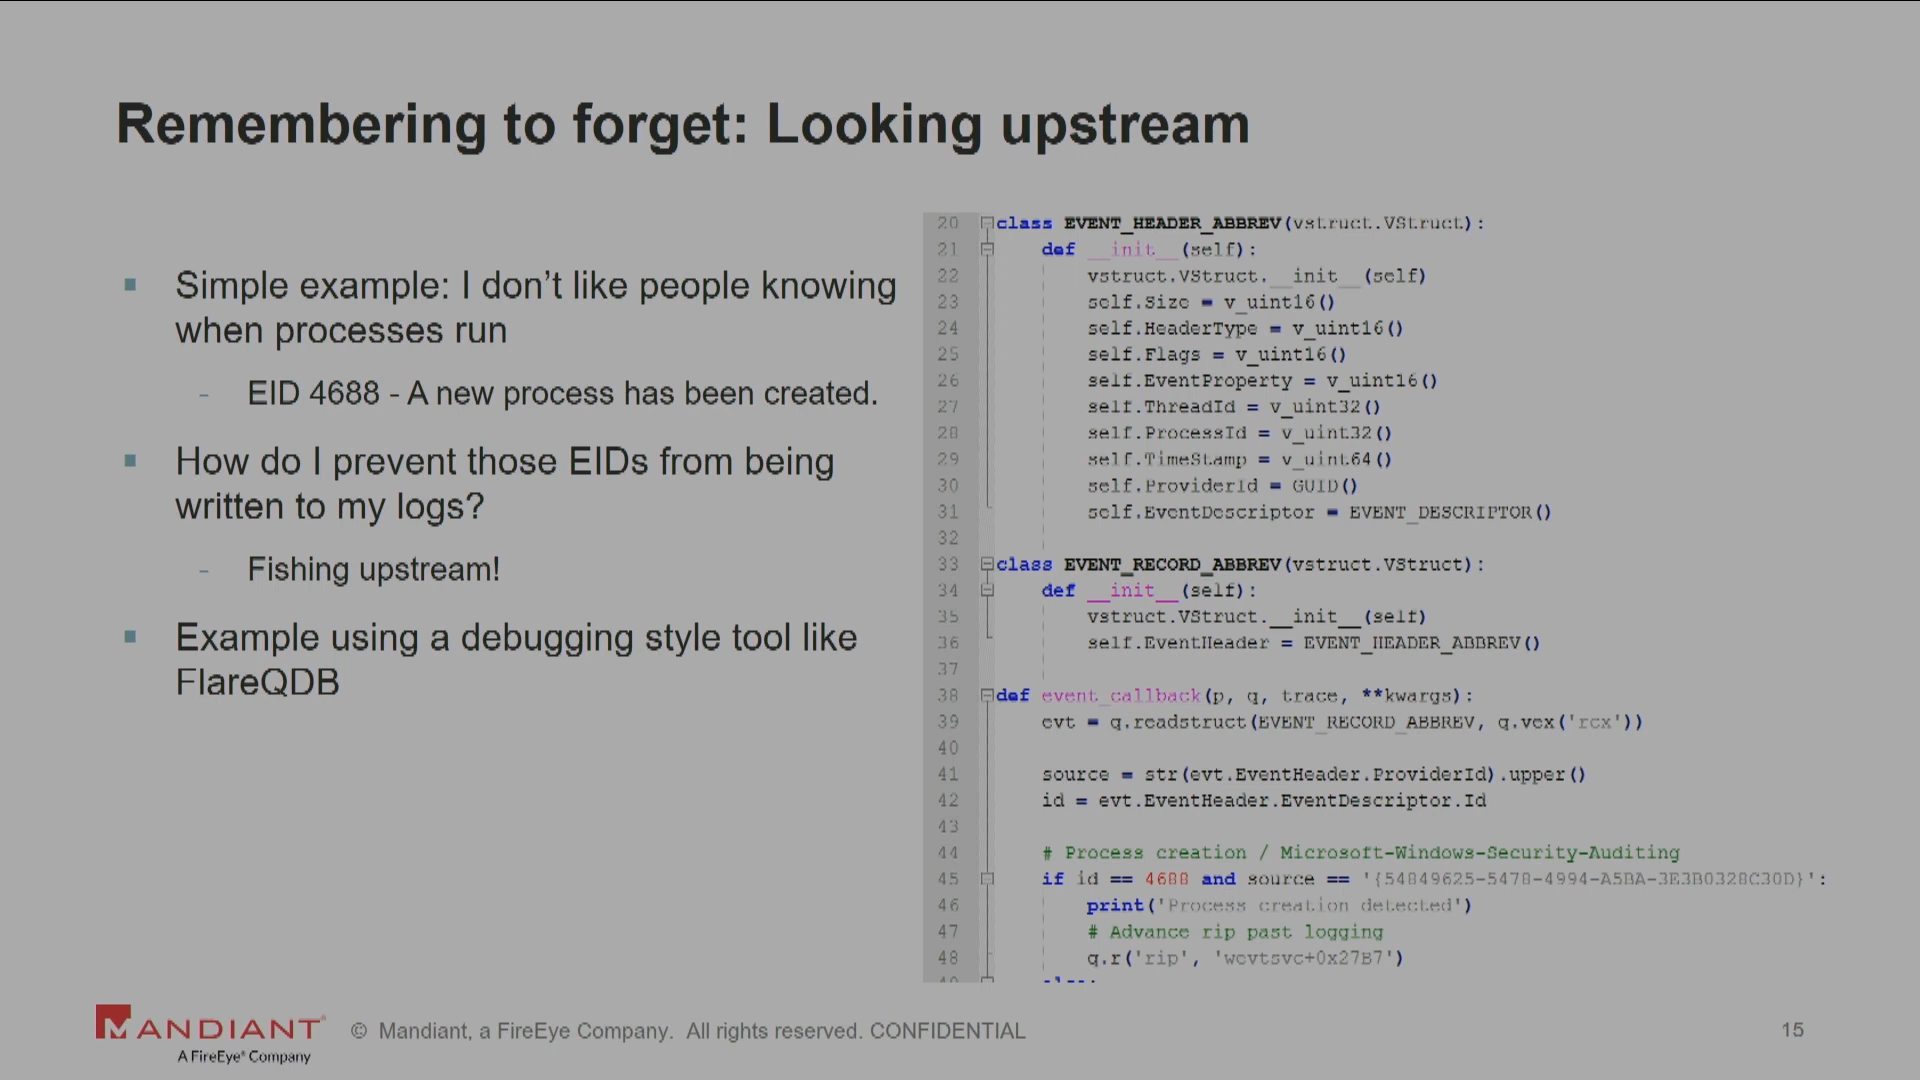 Remembering to forget: Looking upstream
Simple example: I don’t like people knowing
when processes run
- EID 4688 - A new process has been created.
How do I prevent those EIDs from being
written to my logs?
- Fishing upstream!
Example using a debugging style tool like
FlareQDB
20 class EVENT_HEADER_ABBREV(vstruct.VStruct):
21 def __init__(self):
22 vstruct.VStruct.__init__(self)
23 self.Size = v_uint16()
24 self.HeaderType = v_uint16()
25 self.Flags = v_uint16()
26 self.EventProperty = v_uint16()
27 self.ThreadId = v_uint32()
28 self.ProcessId = v_uint32()
29 self.TimeStamp = v_uint64()
30 self.ProviderId = GUID()
31 self.EventDescriptor = EVENT_DESCRIPTOR()
32
33 class EVENT_RECORD_ABBREV(vstruct.VStruct):
34 def __init__(self):
35 vstruct.VStruct.__init__(self)
36 self.EventHeader = EVENT_HEADER_ABBREV()
37
38 def event_callback(p, q, trace, **kwargs):
39 evt = q.readstruct(EVENT_RECORD_ABBREV, q.vex('rcx'))
40
41 source = str(evt.EventHeader.ProviderId).upper()
42 id = evt.EventHeader.EventDescriptor.Id
43
44 # Process creation / Microsoft-Windows-Security-Auditing
45 if id == 4688 and source == '{54849625-5478-4994-A5BA-3E3B0328C30D}':
46 print('Process creation detected')
47 # Advance rip past logging
48 q.r('rip', 'wevtsvc+0x27B7')
MANDIANT
A FireEye® Company
© Mandiant, a FireEye Company. All rights reserved. CONFIDENTIAL
15